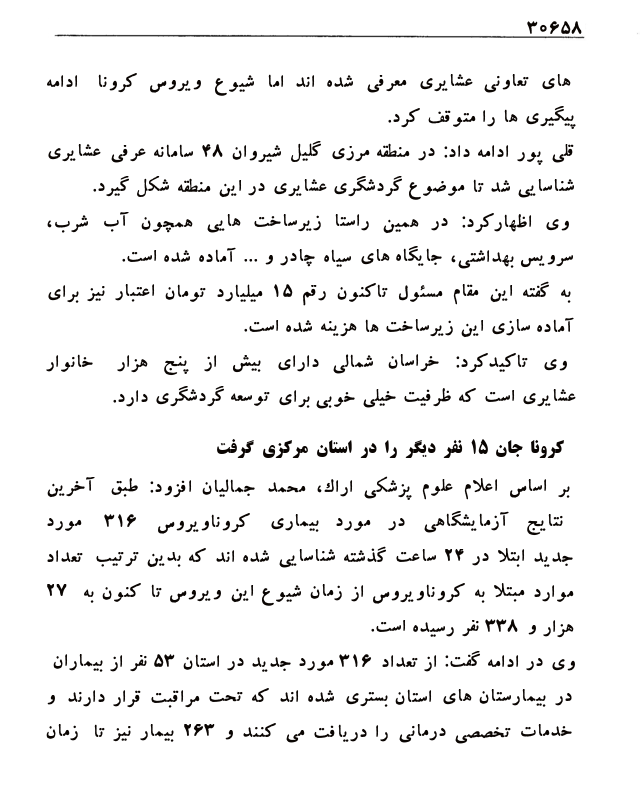 ۳۰۶۵۸
های تعاونی عشایری معرفی شده اند اما شیوع ویروس کرونا ادامه
پیگیری ها را متوقف کرد.
قلی پور ادامه داد: در منطقه مرزی گلیل شیروان ۴۸ سامانه عرفی عشایری
شناسایی شد تا موضوع گردشگری عشایری در این منطقه شکل گیرد.
وی اظهارکرد: در همین راستا زیرساخت هایی همچون آب شرب،
سرویس بهداشتی، جایگاه های سیاه چادر و ... آماده شده است.
به گفته این مقام مسئول تاکنون رقم ۱۵ میلیارد تومان اعتبار نیز برای
آماده سازی این زیرساخت ها هزینه شده است.
وی تاکیدکرد: خراسان شمالی دارای بیش از پنج هزار خانوار
عشایری است که ظرفیت خیلی خوبی برای توسعه گردشگری دارد.
کرونا جان ۱۵ نفر دیگر را در استان مرکزی گرفت
بر اساس اعلام علوم پزشکی اراك، محمد جمالیان افزود: طبق آخرین
نتایج آزمایشگاهی در مورد بیماری کروناویروس ۳۱۶ مورد
جدید ابتلا در ۲۴ ساعت گذشته شناسایی شده اند که بدین ترتیب تعداد
موارد مبتلا به کروناویروس از زمان شیوع این ویروس تا کنون به ۲۷
هزار و ۳۳۸ نفر رسیده است.
وی در ادامه گفت: از تعداد ۳۱۶ مورد جدید در استان ۵۳ نفر از بیماران
در بیمارستان های استان بستری شده اند که تحت مراقبت قرار دارند و
خدمات تخصصی درمانی را دریافت می کنند و ۲۶۳ بیمار نیز تا زمان